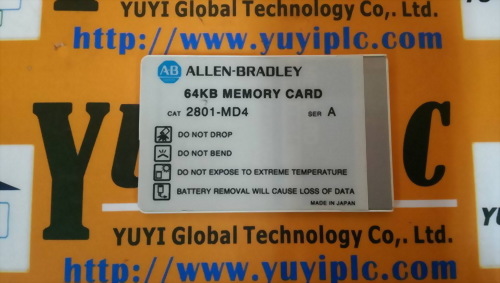 YUYI Global Technology Co,. Ltd.
http://www.yuyiplc.com/
AB ALLEN-BRADLEY
64KB MEMORY CARD
CAT 2801-MD4 SER A
DO NOT DROP
DO NOT BEND
DO NOT EXPOSE TO EXTREME TEMPERATURE
BATTERY REMOVAL WILL CAUSE LOSS OF DATA
MADE IN JAPAN
YUYI
YUYI Global Technology Co,. Ltd.
http://www.yuyiplc.com/